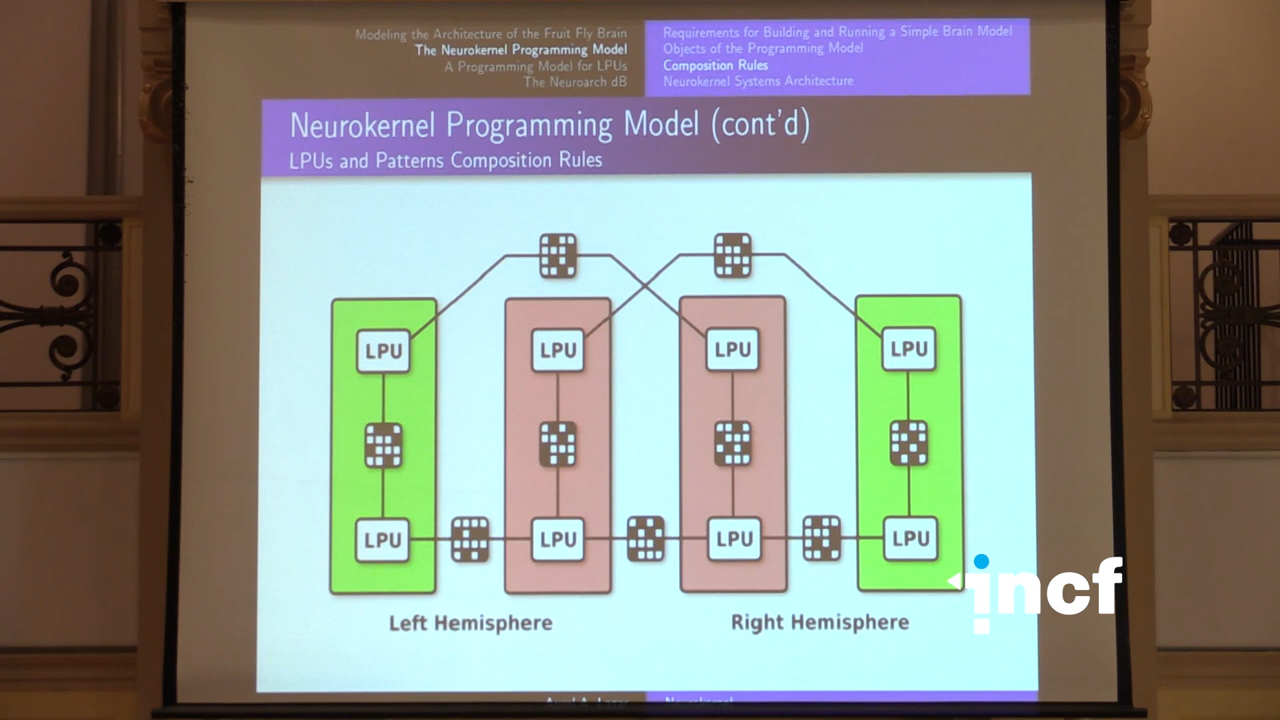 Modeling the Architecture of the Fruit Fly Brain
The Neurokernel Programming Model
A Programming Model for LPUs
The Neuroarch dB
Requirements for Building and Running a Simple Brain Model
Objects of the Programming Model
Composition Rules
Neurokernel Systems Architecture
Neurokernel Programming Model (cont'd)
LPUs and Patterns Composition Rules
LPU LPU LPU LPU
LPU LPU LPU LPU
Left Hemisphere Right Hemisphere
incf
Neurokernel